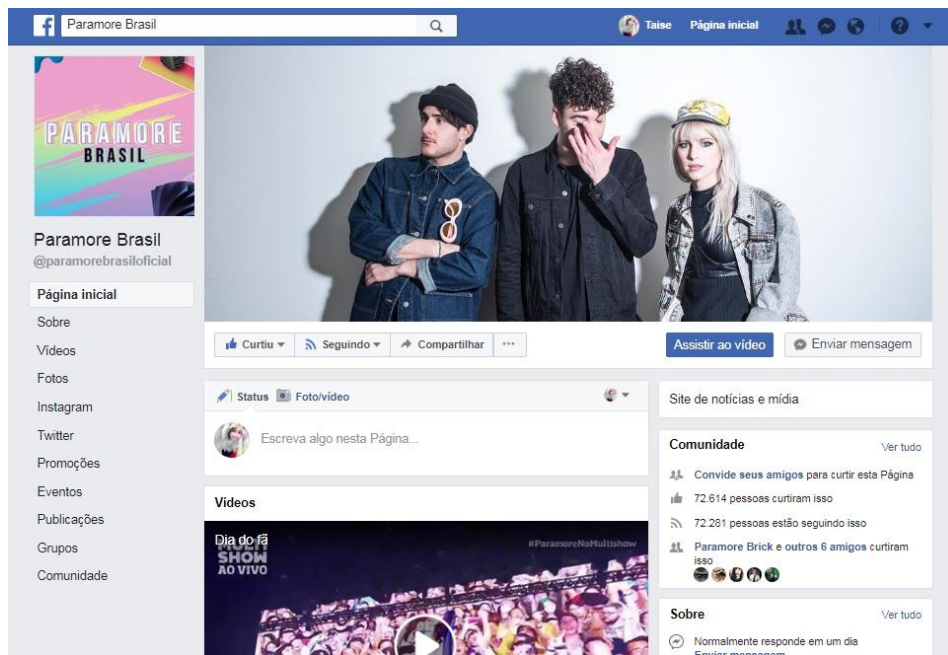 Paramore Brasil
Taise
Página inicial
PARAMORE
BRASIL
Paramore Brasil
@paramorebrasiloficial
Página inicial
Sobre
Vídeos
Fotos
Instagram
Twitter
Promoções
Eventos
Publicações
Grupos
Comunidade
Curtiu
Seguindo
Compartilhar
Assistir ao vídeo
Enviar mensagem
Status
Foto/vídeo
Escreva algo nesta Página...
Vídeos
Dia do fã
MULTI
SHOW
AO VIVO
#ParamoreNoMultishow
Site de notícias e mídia
Comunidade
Ver tudo
Convide seus amigos para curtir esta Página
72.614 pessoas curtiram isso
72.281 pessoas estão seguindo isso
Paramore Brick e outros 6 amigos curtiram
isso
Sobre
Ver tudo
Normalmente responde em um dia
Enviar mensagem